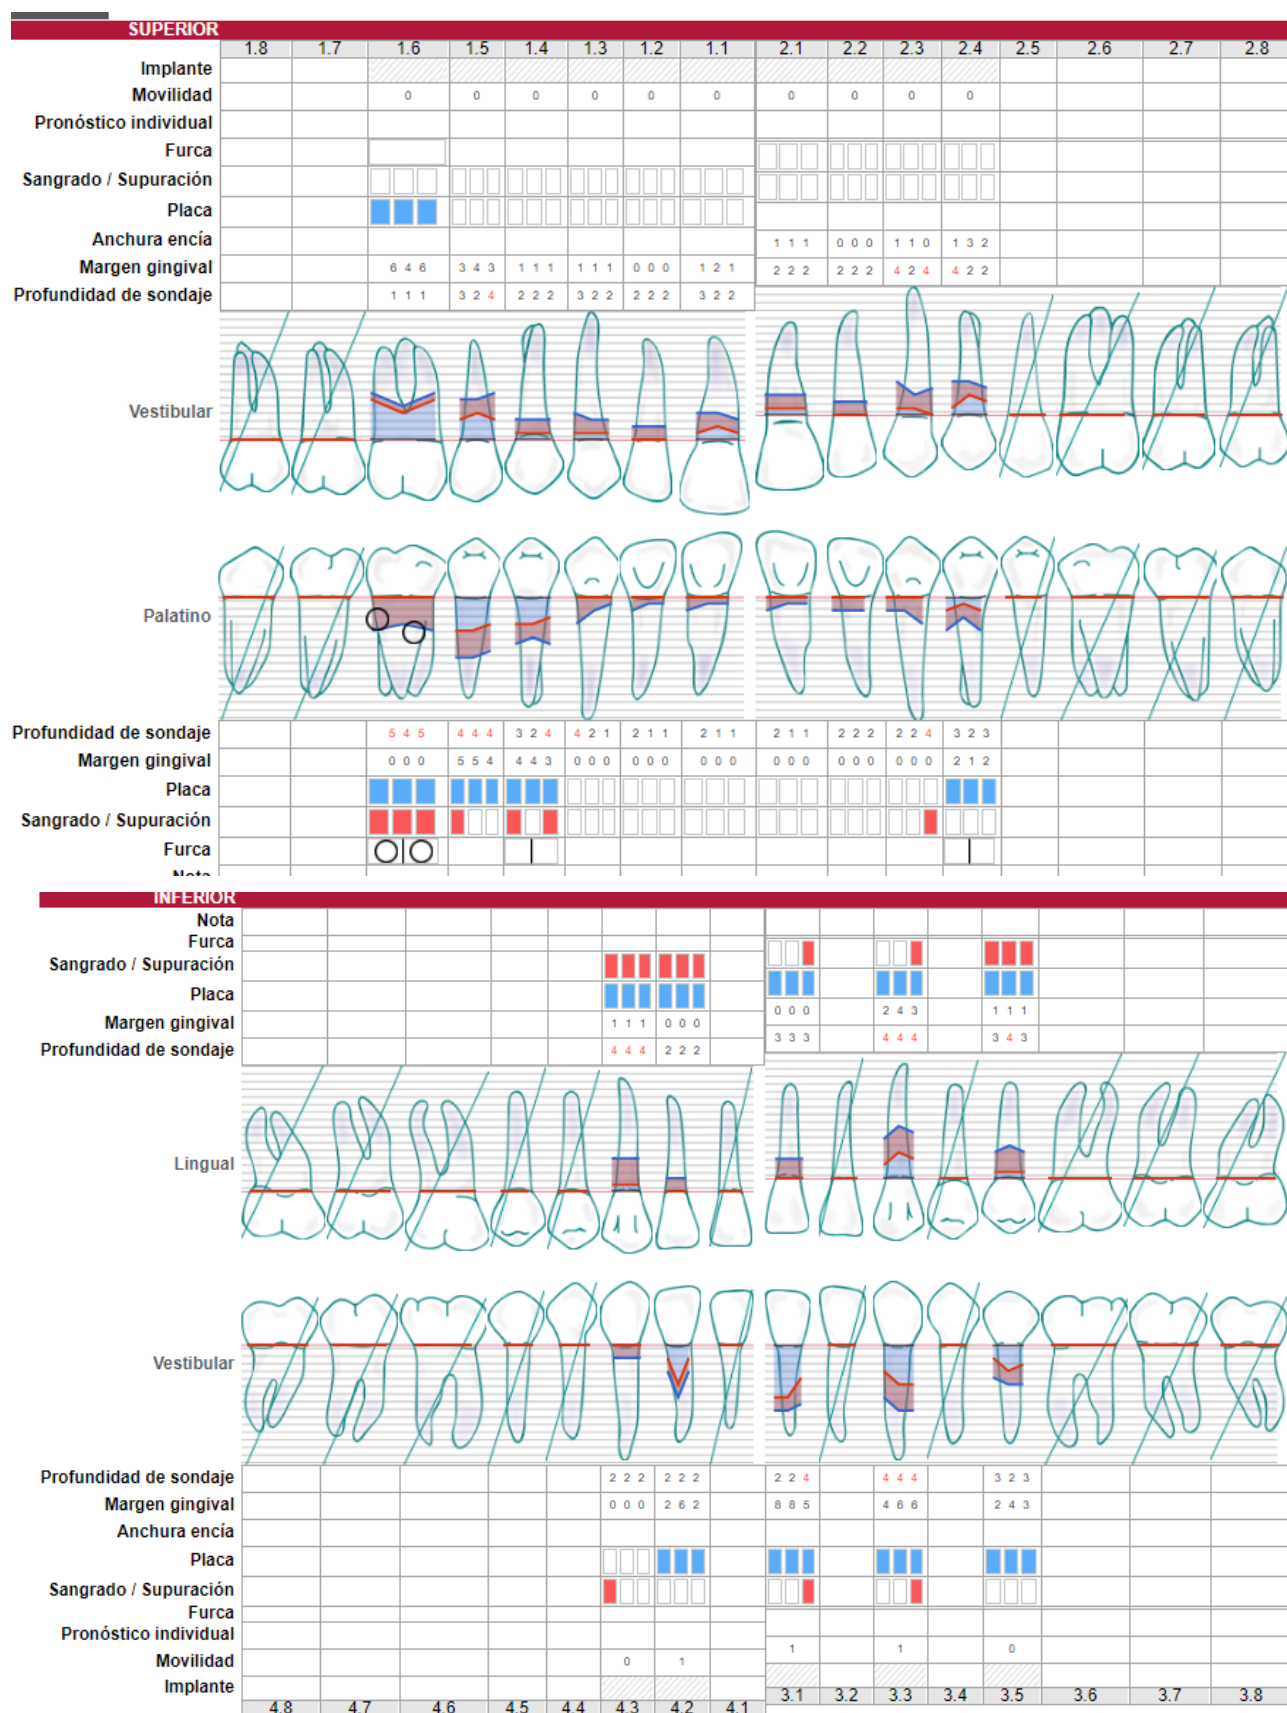 SUPERIOR
1.8 1.7 1.6 1.5 1.4 1.3 1.2 1.1 2.1 2.2 2.3 2.4 2.5 2.6 2.7 2.8
Implante
Movilidad 0 0 0 0 0 0 0 0 0 0
Pronóstico individual
Furca
Sangrado / Supuración
Placa
Anchura encía 1 1 1 0 0 0 1 1 0 1 3 2
Margen gingival 6 4 6 3 4 3 1 1 1 1 1 1 0 0 0 1 2 1 2 2 2 2 2 2 4 2 4 4 2 2
Profundidad de sondaje 1 1 1 3 2 4 2 2 2 3 2 2 2 2 2 3 2 2
Vestibular
Palatino
Profundidad de sondaje 5 4 5 4 4 4 3 2 4 4 2 1 2 1 1 2 1 1 2 1 1 2 2 2 2 2 4 3 2 3
Margen gingival 0 0 0 5 5 4 4 4 3 0 0 0 0 0 0 0 0 0 0 0 0 0 0 0 0 0 0 2 1 2
Placa
Sangrado / Supuración
Furca
Nota
INFERIOR
Nota
Furca
Sangrado / Supuración
Placa
Margen gingival 1 1 1 0 0 0 0 0 0 2 4 3 1 1 1
Profundidad de sondaje 4 4 4 2 2 2 3 3 3 4 4 4 3 4 3
Lingual
Vestibular
Profundidad de sondaje 2 2 2 2 2 2 2 2 4 4 4 4 3 2 3
Margen gingival 0 0 0 2 6 2 8 8 5 4 6 6 2 4 3
Anchura encía
Placa
Sangrado / Supuración
Furca
Pronóstico individual
Movilidad 0 1 1 1 0
Implante
4.8 4.7 4.6 4.5 4.4 4.3 4.2 4.1 3.1 3.2 3.3 3.4 3.5 3.6 3.7 3.8